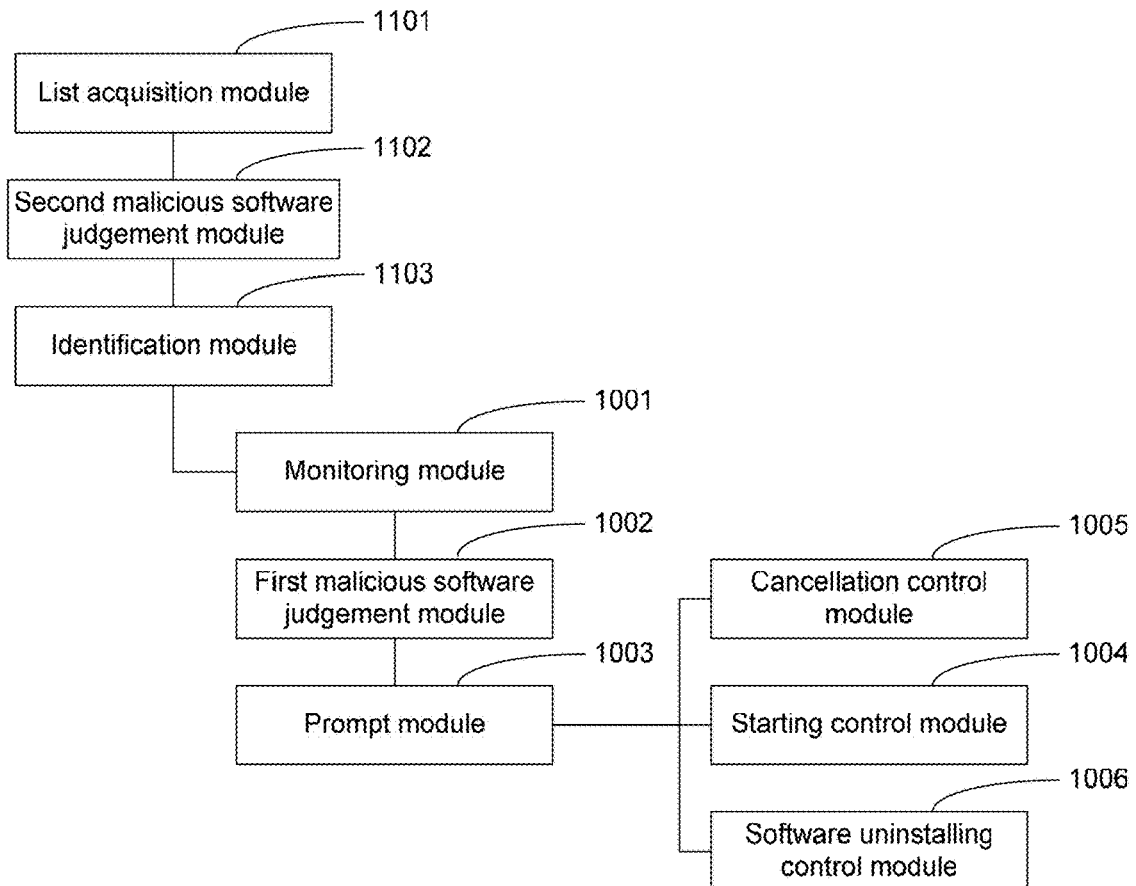 1101
List acquisition module
1102
Second malicious software
judgement module
1103
Identification module
1001
Monitoring module
1002
First malicious software
judgement module
1005
Cancellation control
module
1003
Prompt module
1004
Starting control module
1006
Software uninstalling
control module